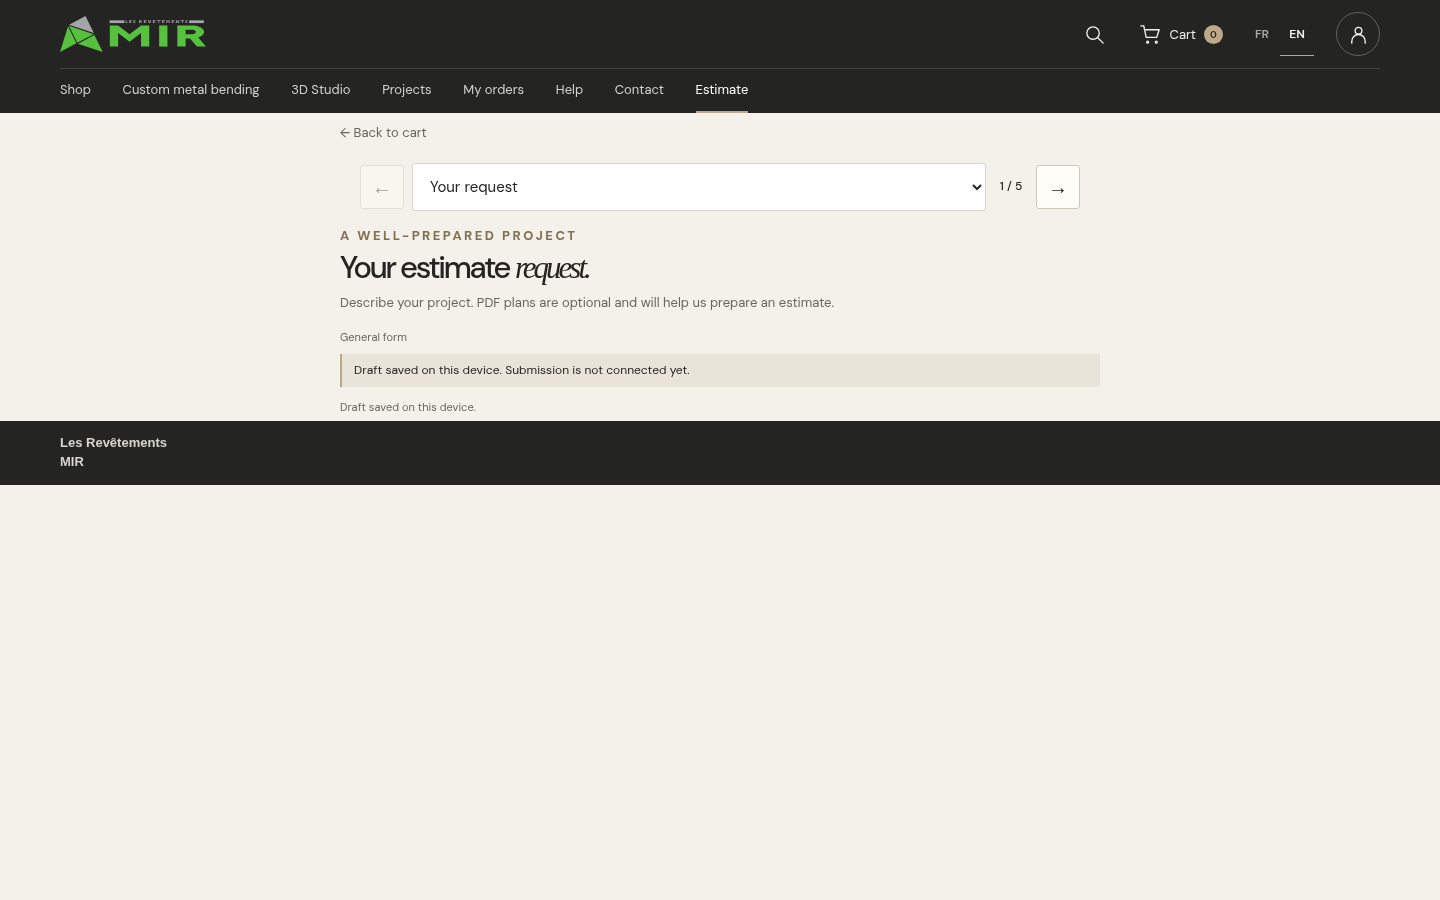 LES REVÊTEMENTS
MIR
Cart 0
FR EN
Shop Custom metal bending 3D Studio Projects My orders Help Contact Estimate
← Back to cart
← Your request 1 / 5 →
A WELL-PREPARED PROJECT
Your estimate request.
Describe your project. PDF plans are optional and will help us prepare an estimate.
General form
Draft saved on this device. Submission is not connected yet.
Draft saved on this device.
Les Revêtements
MIR